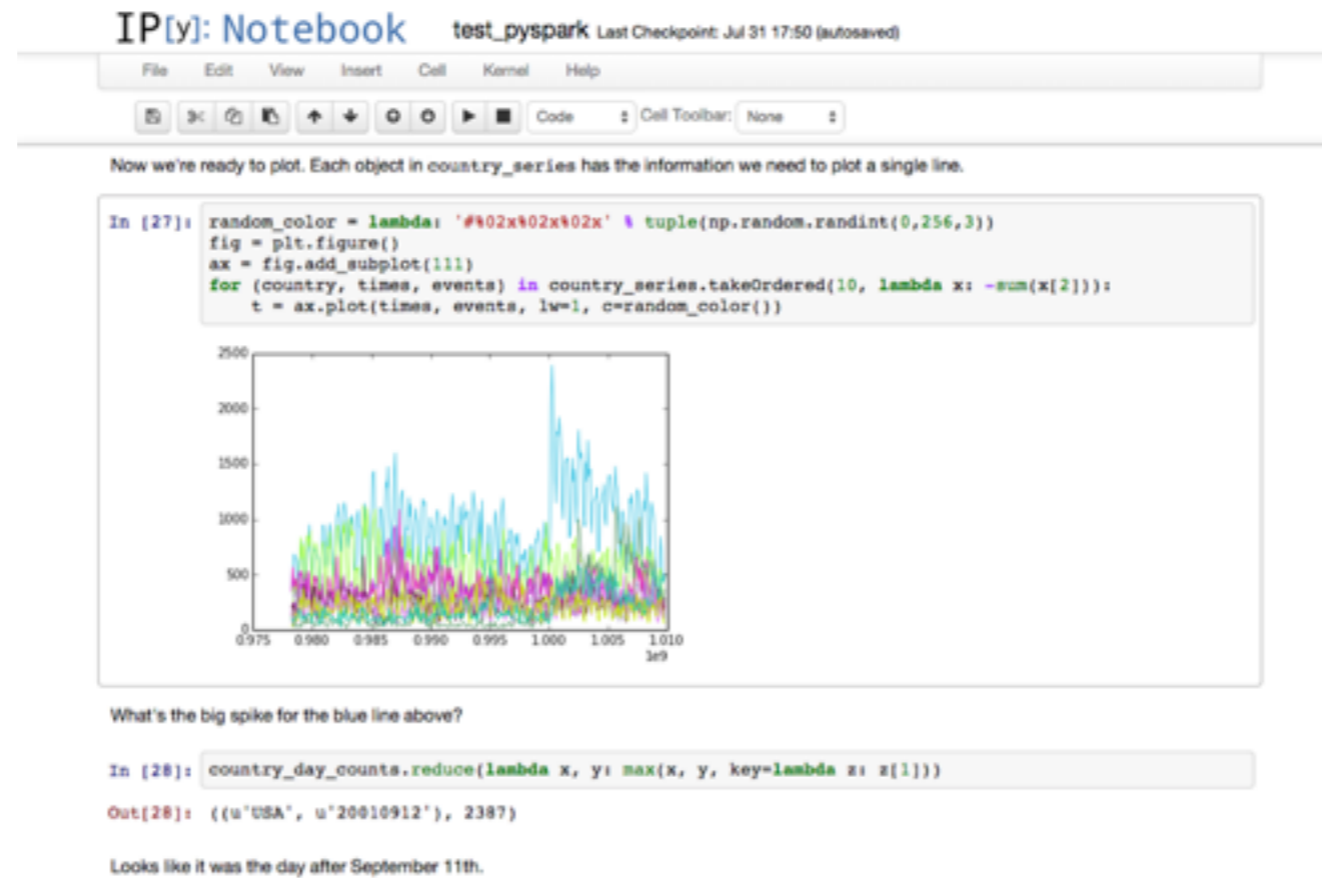 IP[y]: Notebook test_pyspark Last Checkpoint: Jul 31 17:50 (autosaved)
File Edit View Insert Cell Kernel Help
Code Cell Toolbar: None
Now we're ready to plot. Each object in country_series has the information we need to plot a single line.
In [27]: random_color = lambda: '#%02x%02x%02x' % tuple(np.random.randint(0,256,3))
fig = plt.figure()
ax = fig.add_subplot(111)
for (country, times, events) in country_series.takeOrdered(10, lambda x: -sum(x[2])):
t = ax.plot(times, events, lw=1, c=random_color())
2500
2000
1500
1000
500
0
0.975 0.980 0.985 0.990 0.995 1.000 1.005 1.010
1e9
What's the big spike for the blue line above?
In [28]: country_day_counts.reduce(lambda x, y: max(x, y, key=lambda z: z[1]))
Out[28]: ((u'USA', u'20010912'), 2387)
Looks like it was the day after September 11th.